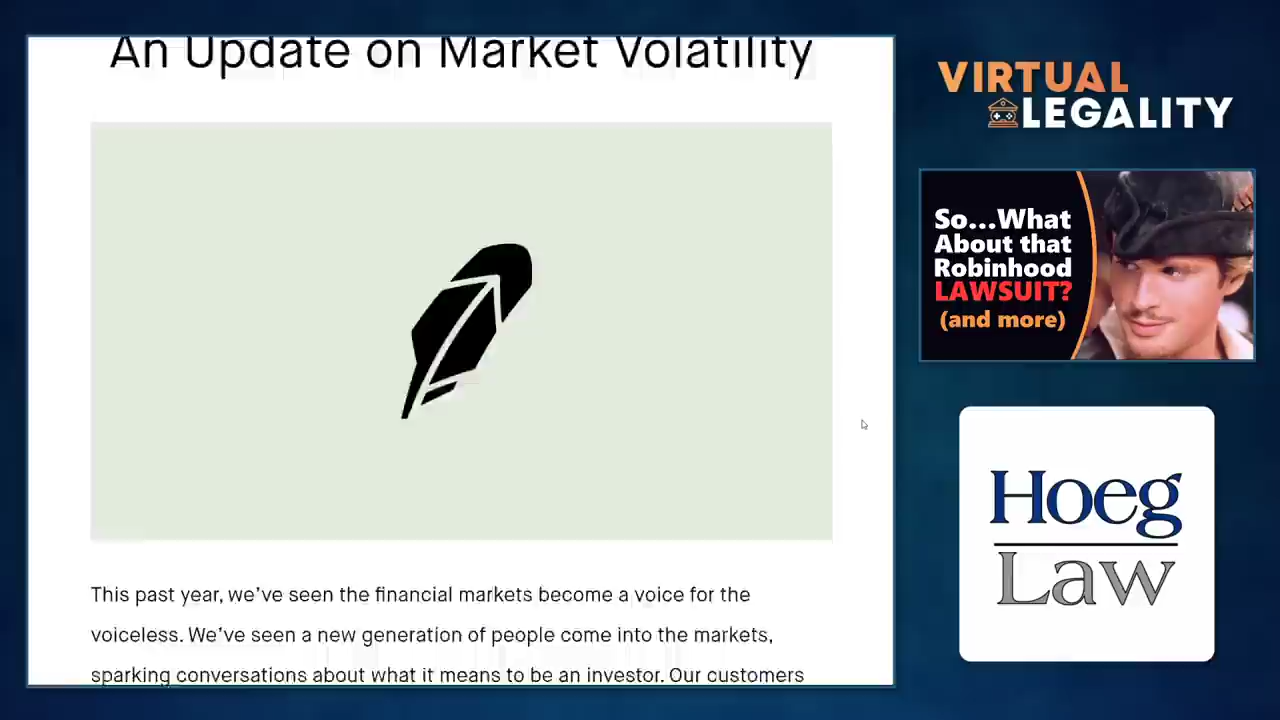 An Update on Market Volatility
This past year, we've seen the financial markets become a voice for the
voiceless. We've seen a new generation of people come into the markets,
sparking conversations about what it means to be an investor. Our customers
VIRTUAL
LEGALITY
So...What
About that
Robinhood
LAWSUIT?
(and more)
Hoeg
Law